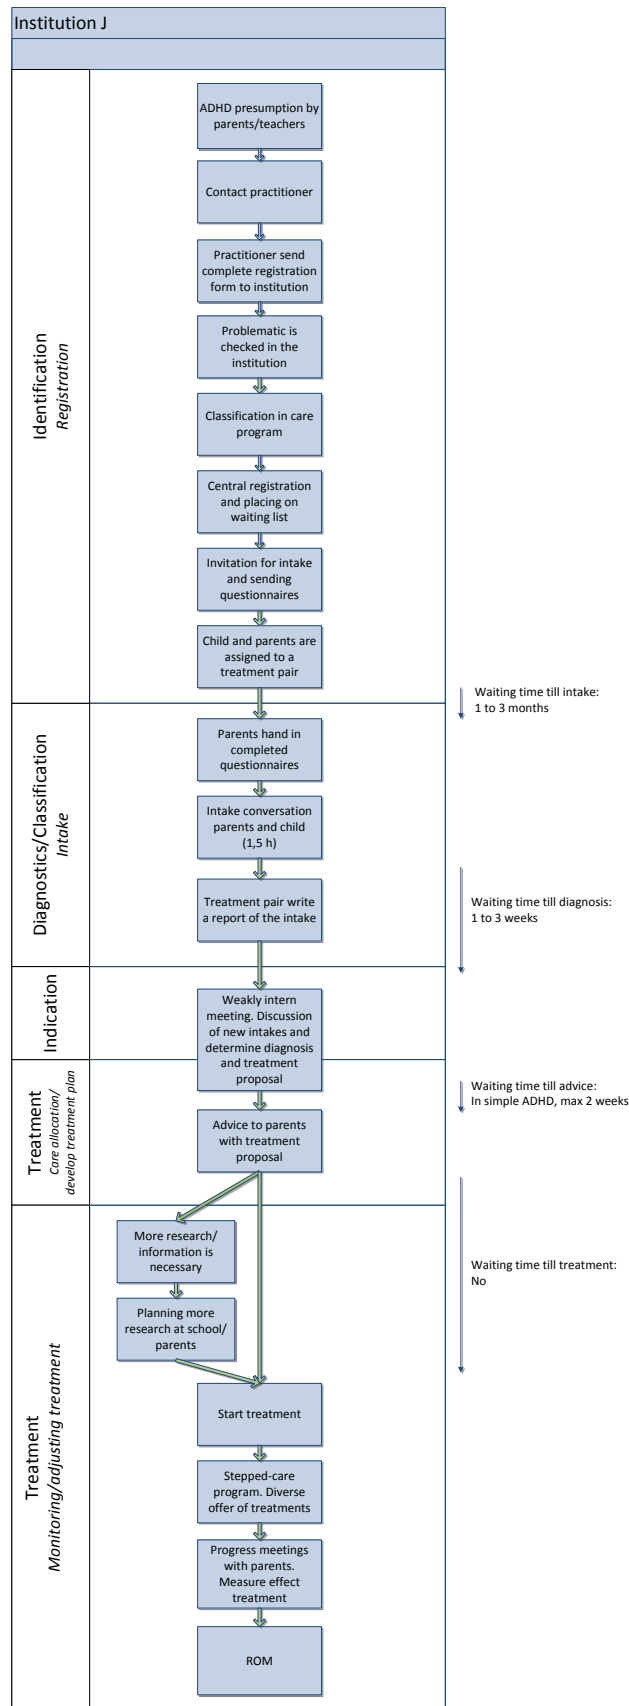 Institution J
ADHD presumption by
parents/teachers
Contact practitioner
Practitioner send
complete registration
form to institution
Problematic is
checked in the
institution
Classification in care
program
Central registration
and placing on
waiting list
Invitation for intake
and sending
questionnaires
Child and parents are
assigned to a
treatment pair
Identification
Registration
Waiting time till intake:
1 to 3 months
Parents hand in
completed
questionnaires
Intake conversation
parents and child
(1,5 h)
Treatment pair write
a report of the intake
Diagnostics/Classification
Intake
Waiting time till diagnosis:
1 to 3 weeks
Weakly intern
meeting. Discussion
of new intakes and
determine diagnosis
and treatment
proposal
Indication
Waiting time till advice:
In simple ADHD, max 2 weeks
Advice to parents
with treatment
proposal
Treatment
Care allocation/
develop treatment plan
More research/
information is
necessary
Planning more
research at school/
parents
Waiting time till treatment:
No
Start treatment
Stepped-care
program. Diverse
offer of treatments
Progress meetings
with parents.
Measure effect
treatment
ROM
Treatment
Monitoring/adjusting treatment